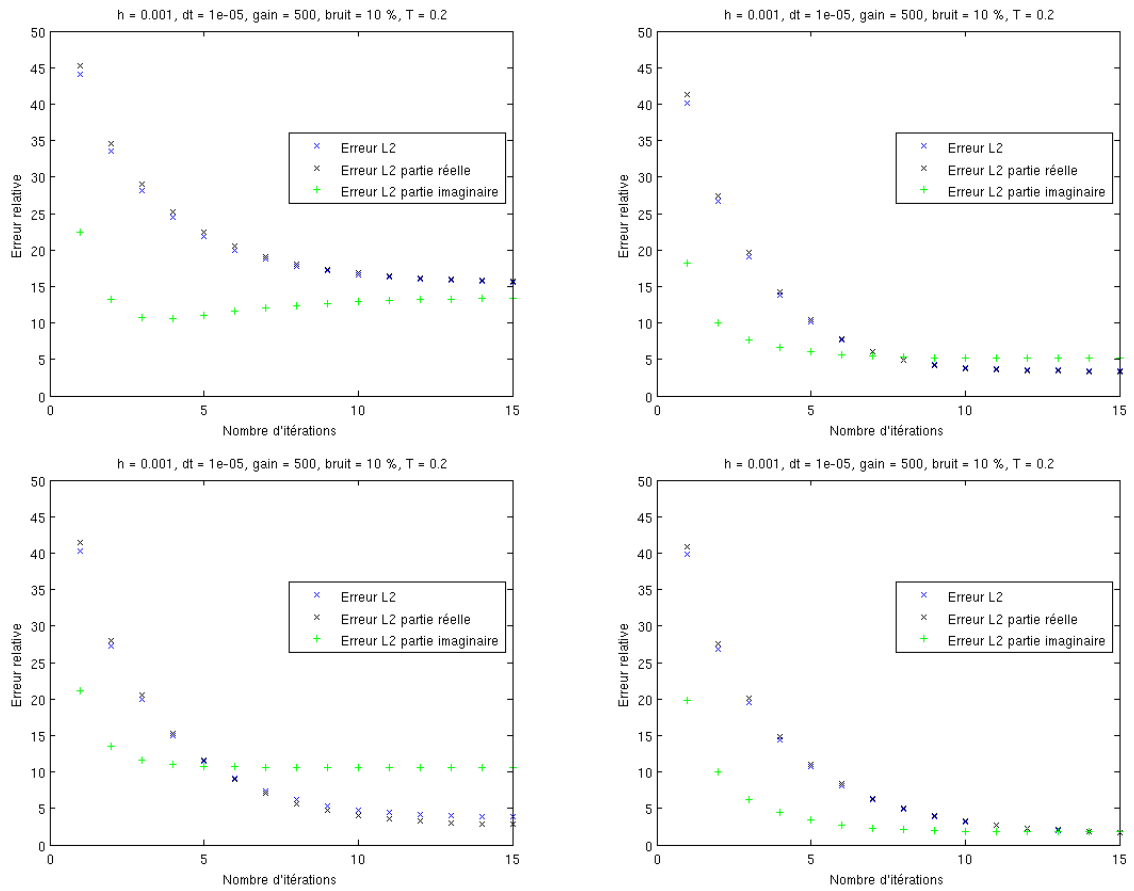 h = 0.001, dt = 1e-05, gain = 500, bruit = 10 %, T = 0.2
50
45
40
35
30
25
20
15
10
5
0
Erreur relative
Erreur L2
Erreur L2 partie réelle
Erreur L2 partie imaginaire
0 5 10 15
Nombre d'itérations
h = 0.001, dt = 1e-05, gain = 500, bruit = 10 %, T = 0.2
50
45
40
35
30
25
20
15
10
5
0
Erreur relative
Erreur L2
Erreur L2 partie réelle
Erreur L2 partie imaginaire
0 5 10 15
Nombre d'itérations
h = 0.001, dt = 1e-05, gain = 500, bruit = 10 %, T = 0.2
50
45
40
35
30
25
20
15
10
5
0
Erreur relative
Erreur L2
Erreur L2 partie réelle
Erreur L2 partie imaginaire
0 5 10 15
Nombre d'itérations
h = 0.001, dt = 1e-05, gain = 500, bruit = 10 %, T = 0.2
50
45
40
35
30
25
20
15
10
5
0
Erreur relative
Erreur L2
Erreur L2 partie réelle
Erreur L2 partie imaginaire
0 5 10 15
Nombre d'itérations